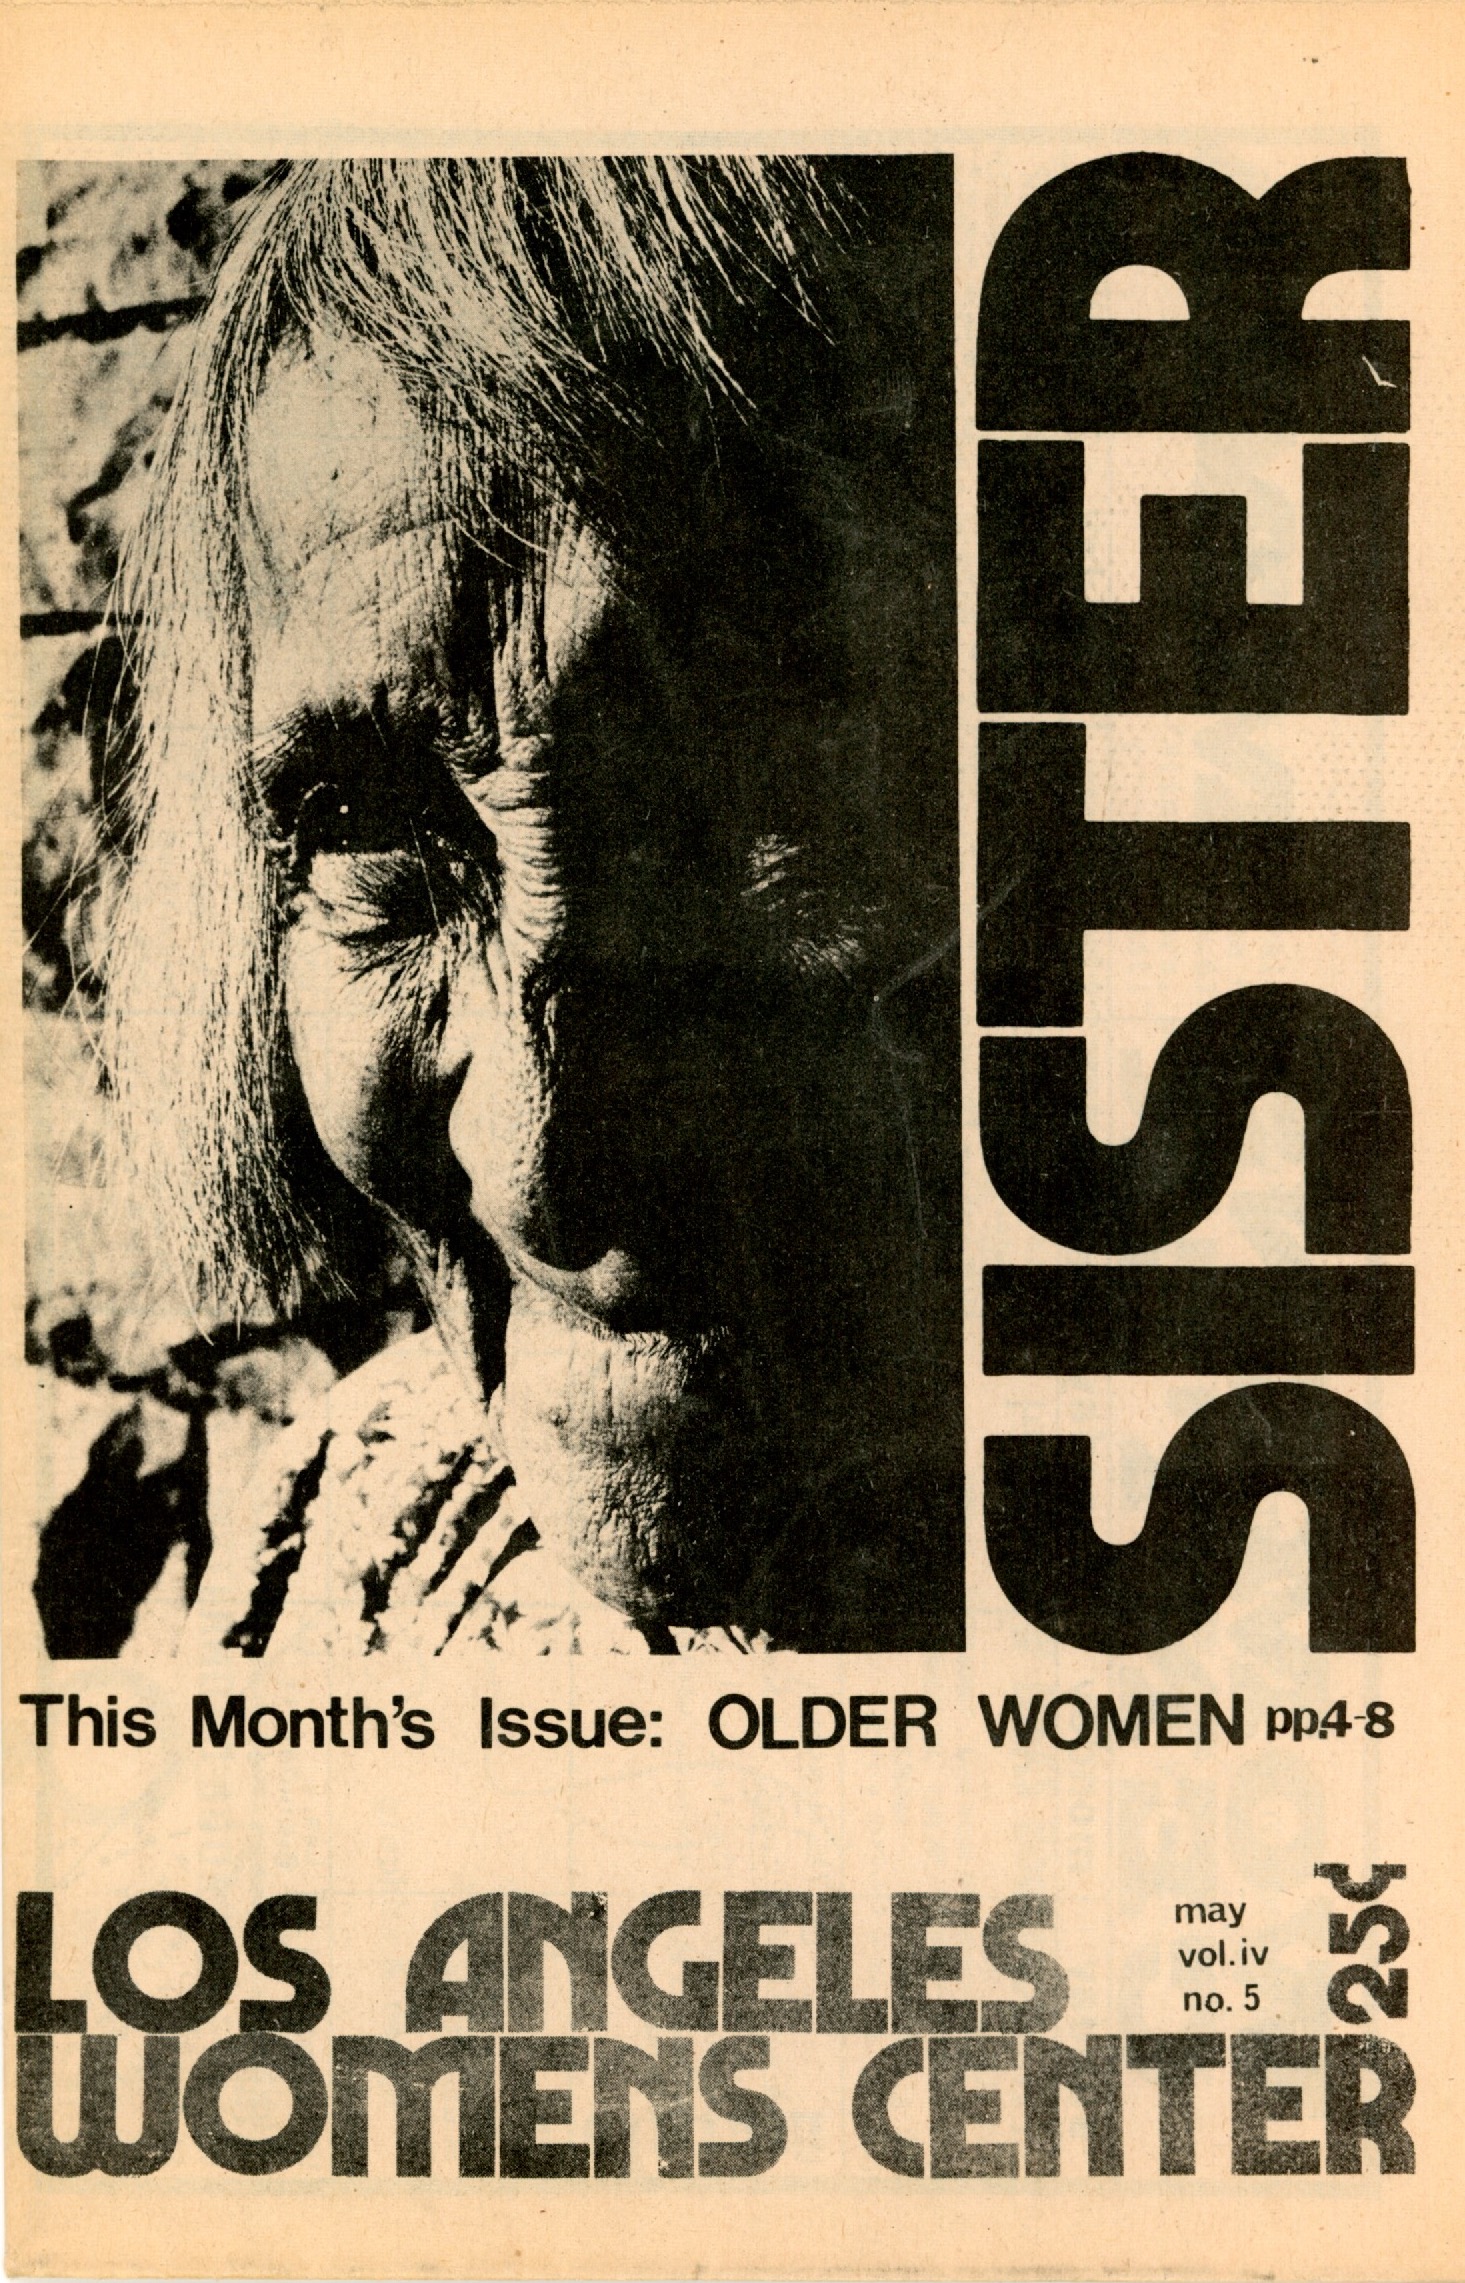 SISTER
This Month's Issue: OLDER WOMEN pp.4-8
LOS ANGELES
WOMENS CENTER
may
vol.iv
no. 5
25¢